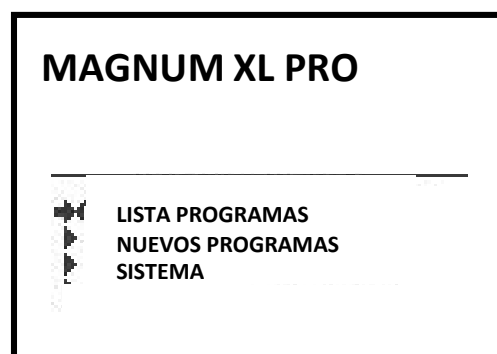 MAGNUM XL PRO
LISTA PROGRAMAS
NUEVOS PROGRAMAS
SISTEMA